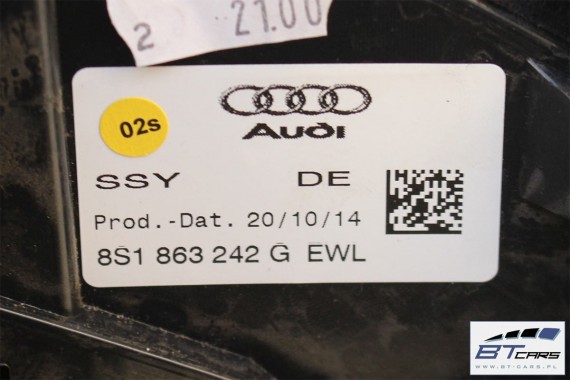 2 21.00
02s
Audi
SSY DE
Prod.-Dat. 20/10/14
8S1 863 242 G EWL
BT CARS
WWW.BT-CARS.PL